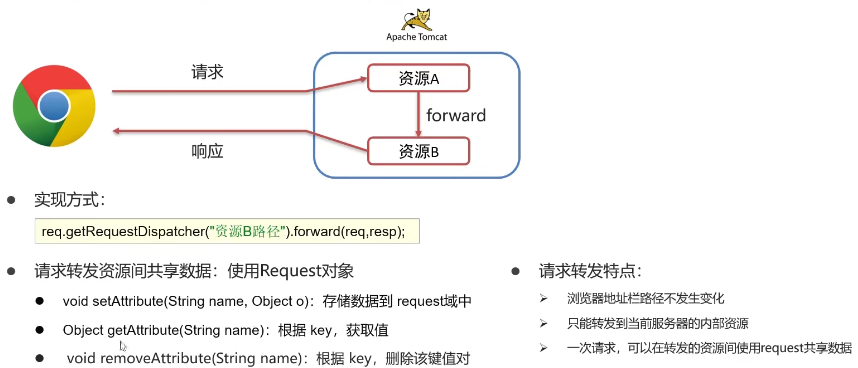 Apache Tomcat
请求
资源A
forward
响应
资源B
实现方式：
req.getRequestDispatcher("资源B路径").forward(req,resp);
请求转发资源间共享数据：使用Request对象
void setAttribute(String name, Object o)：存储数据到 request域中
Object getAttribute(String name)：根据 key，获取值
void removeAttribute(String name)：根据 key，删除该键值对
请求转发特点：
浏览器地址栏路径不发生变化
只能转发到当前服务器的内部资源
一次请求，可以在转发的资源间使用request共享数据